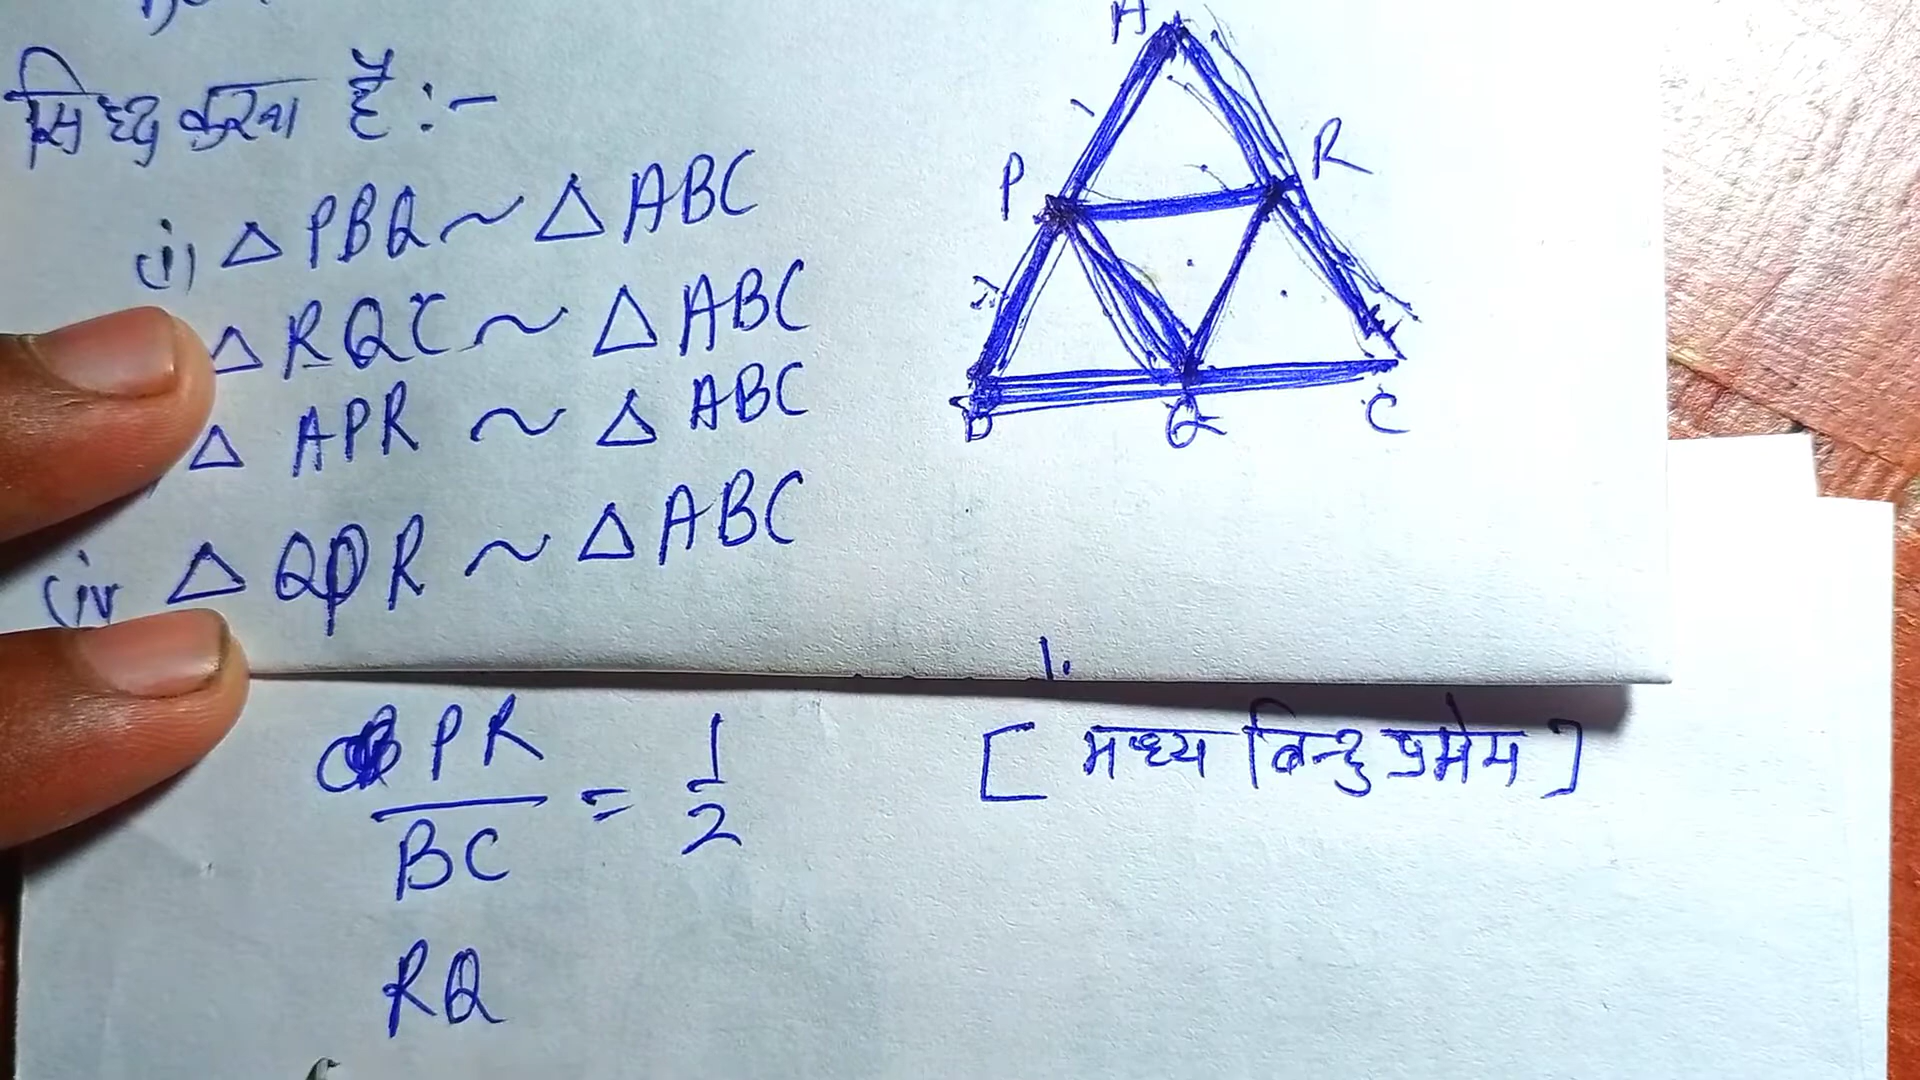 सिध्द करना है :-
(i) △ PBQ ~ △ ABC
△ RQC ~ △ ABC
△ APR ~ △ ABC
(iv △ QPR ~ △ ABC
A
P
R
B
Q
C
PR/BC = 1/2 [ मध्य बिन्दु प्रमेय ]
RQ